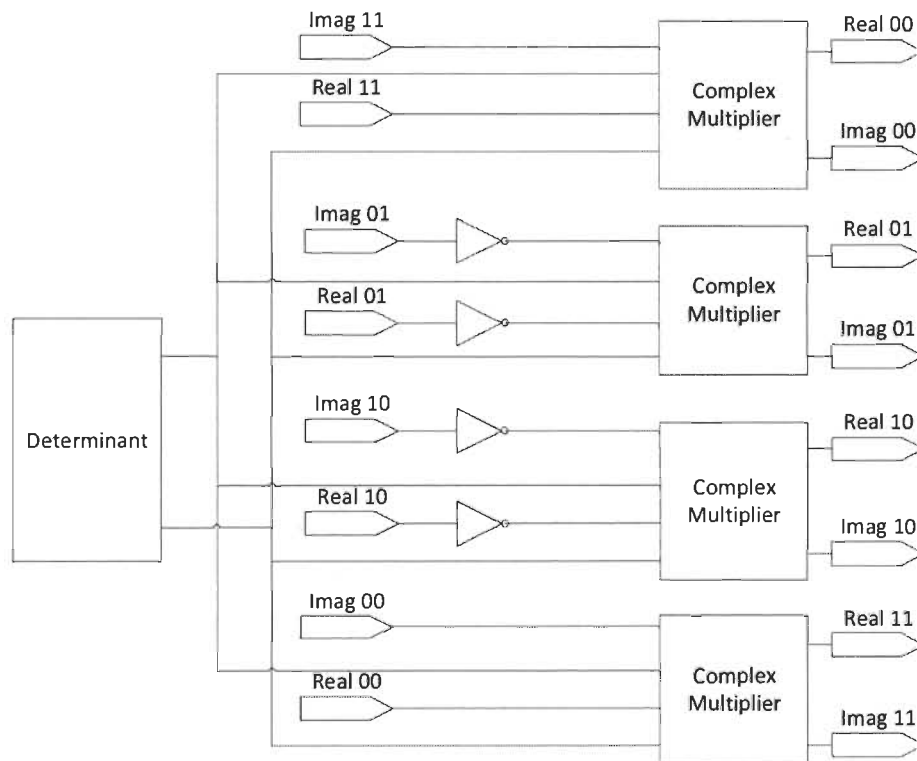 Imag 11
Real 00
Real 11
Complex
Multiplier
Imag 00
Imag 01
Real 01
Real 01
Complex
Multiplier
Imag 01
Determinant
Imag 10
Real 10
Real 10
Complex
Multiplier
Imag 10
Imag 00
Real 11
Real 00
Complex
Multiplier
Imag 11